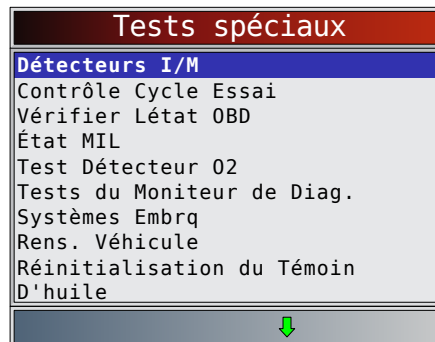 Tests spéciaux
Détecteurs I/M
Contrôle Cycle Essai
Vérifier Létat OBD
État MIL
Test Détecteur O2
Tests du Moniteur de Diag.
Systèmes Embrq
Rens. Véhicule
Réinitialisation du Témoin
D'huile